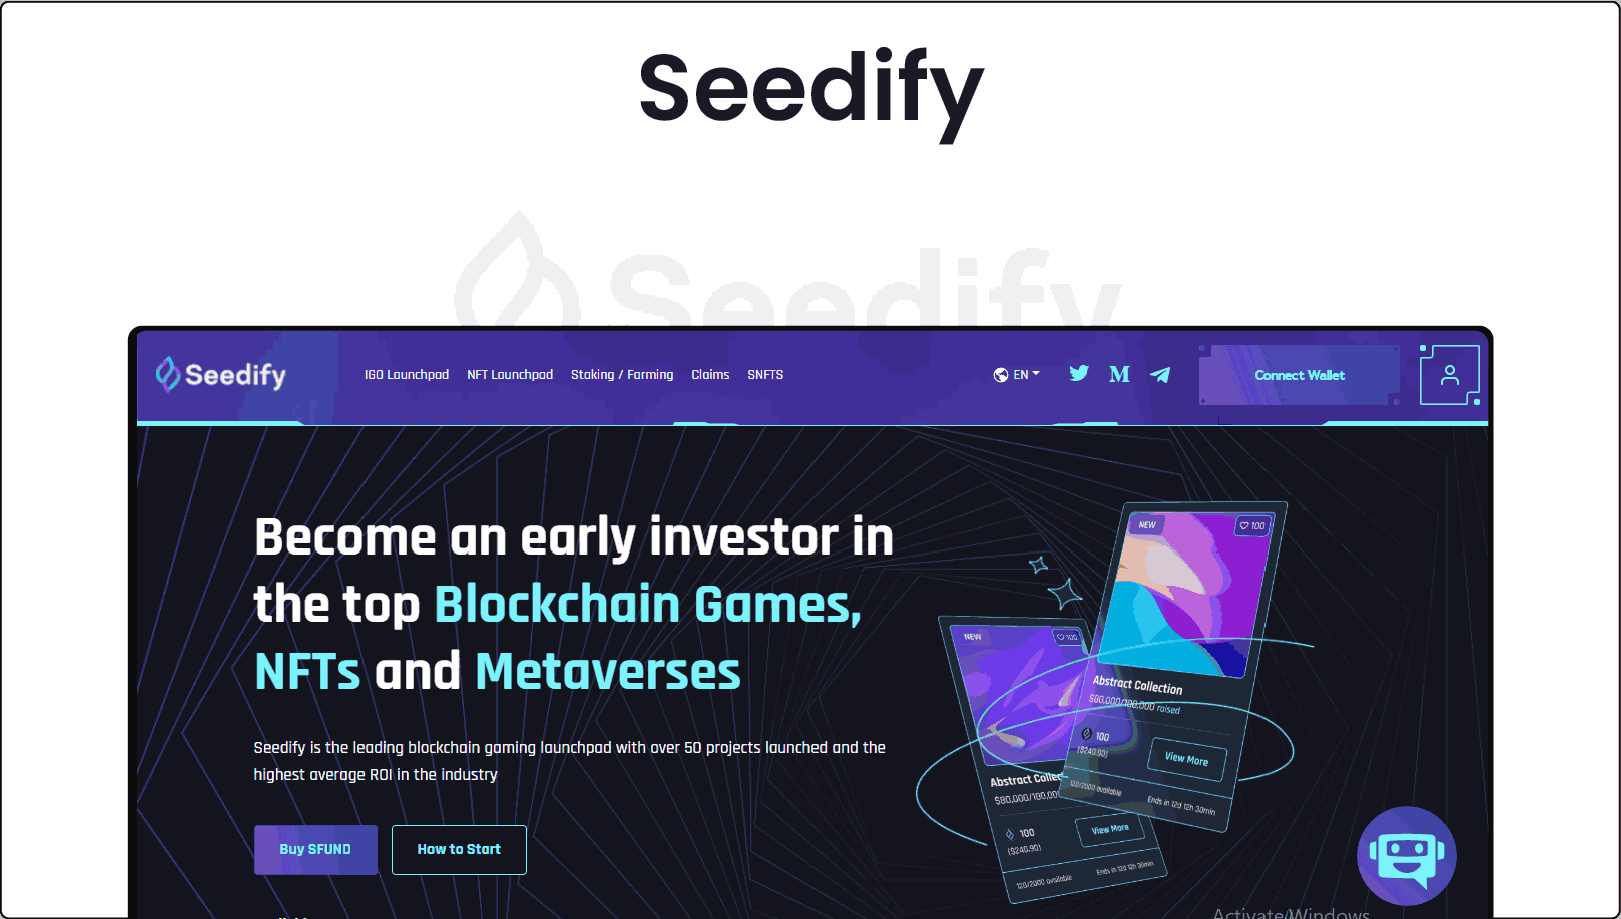 Seedify
Seedify
Seedify
IGO Launchpad
NFT Launchpad
Staking / Farming
Claims
SNFTS
EN
Connect Wallet
Become an early investor in
the top Blockchain Games,
NFTs and Metaverses
Seedify is the leading blockchain gaming launchpad with over 50 projects launched and the
highest average ROI in the industry
Buy SFUND
How to Start
NEW
100
Abstract Collection
$80,000/100,000 raised
100
($240.90)
View More
120/2000 available
Ends in 12d 12h 30min
NEW
100
Abstract Collec
$80,000/100,00
100
($240.90)
View More
120/2000 available
Ends in 12d 12h 30min
Activate Windows